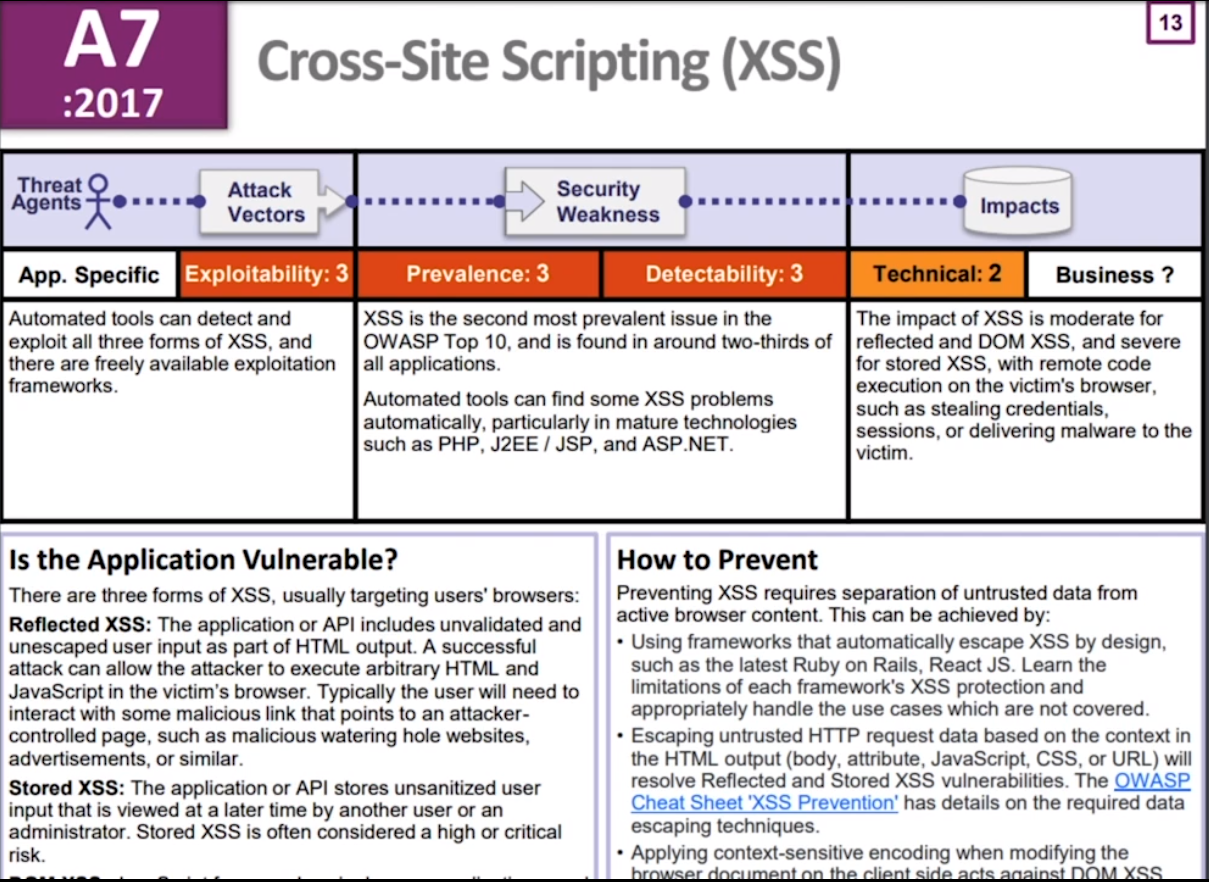 A7
:2017
Cross-Site Scripting (XSS)
13
Threat
Agents
Attack
Vectors
Security
Weakness
Impacts
App. Specific
Exploitability: 3
Prevalence: 3
Detectability: 3
Technical: 2
Business ?
Automated tools can detect and
exploit all three forms of XSS, and
there are freely available exploitation
frameworks.
XSS is the second most prevalent issue in the
OWASP Top 10, and is found in around two-thirds of
all applications.
Automated tools can find some XSS problems
automatically, particularly in mature technologies
such as PHP, J2EE / JSP, and ASP.NET.
The impact of XSS is moderate for
reflected and DOM XSS, and severe
for stored XSS, with remote code
execution on the victim's browser,
such as stealing credentials,
sessions, or delivering malware to the
victim.
Is the Application Vulnerable?
There are three forms of XSS, usually targeting users' browsers:
Reflected XSS: The application or API includes unvalidated and
unescaped user input as part of HTML output. A successful
attack can allow the attacker to execute arbitrary HTML and
JavaScript in the victim's browser. Typically the user will need to
interact with some malicious link that points to an attacker-
controlled page, such as malicious watering hole websites,
advertisements, or similar.
Stored XSS: The application or API stores unsanitized user
input that is viewed at a later time by another user or an
administrator. Stored XSS is often considered a high or critical
risk.
How to Prevent
Preventing XSS requires separation of untrusted data from
active browser content. This can be achieved by:
• Using frameworks that automatically escape XSS by design,
such as the latest Ruby on Rails, React JS. Learn the
limitations of each framework's XSS protection and
appropriately handle the use cases which are not covered.
• Escaping untrusted HTTP request data based on the context in
the HTML output (body, attribute, JavaScript, CSS, or URL) will
resolve Reflected and Stored XSS vulnerabilities. The OWASP
Cheat Sheet 'XSS Prevention' has details on the required data
escaping techniques.
• Applying context-sensitive encoding when modifying the
browser document on the client side acts against DOM XSS